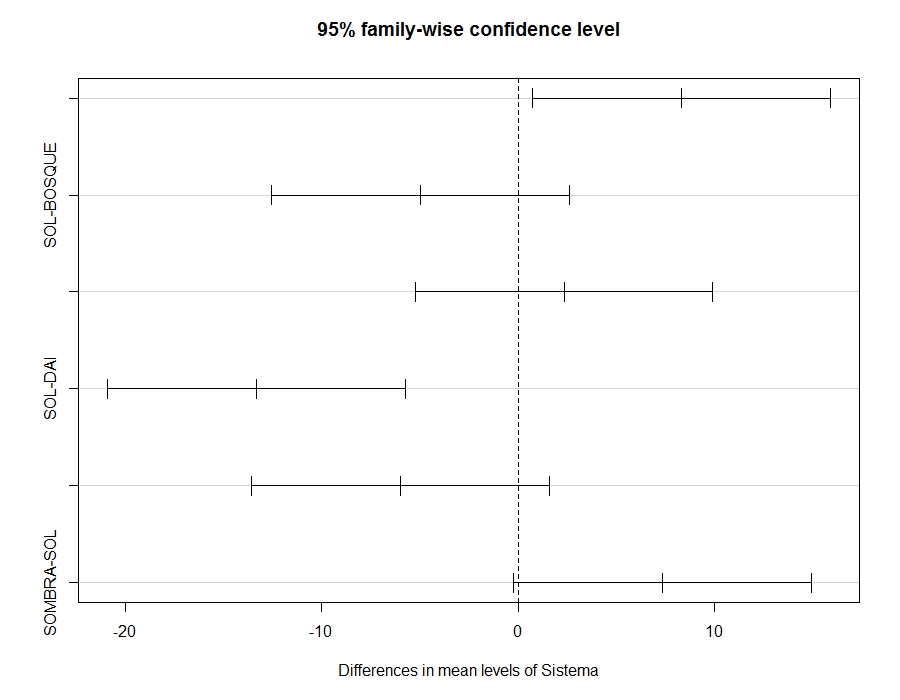 95% family-wise confidence level
SOL-BOSQUE
SOL-DAI
SOMBRA-SOL
-20 -10 0 10
Differences in mean levels of Sistema